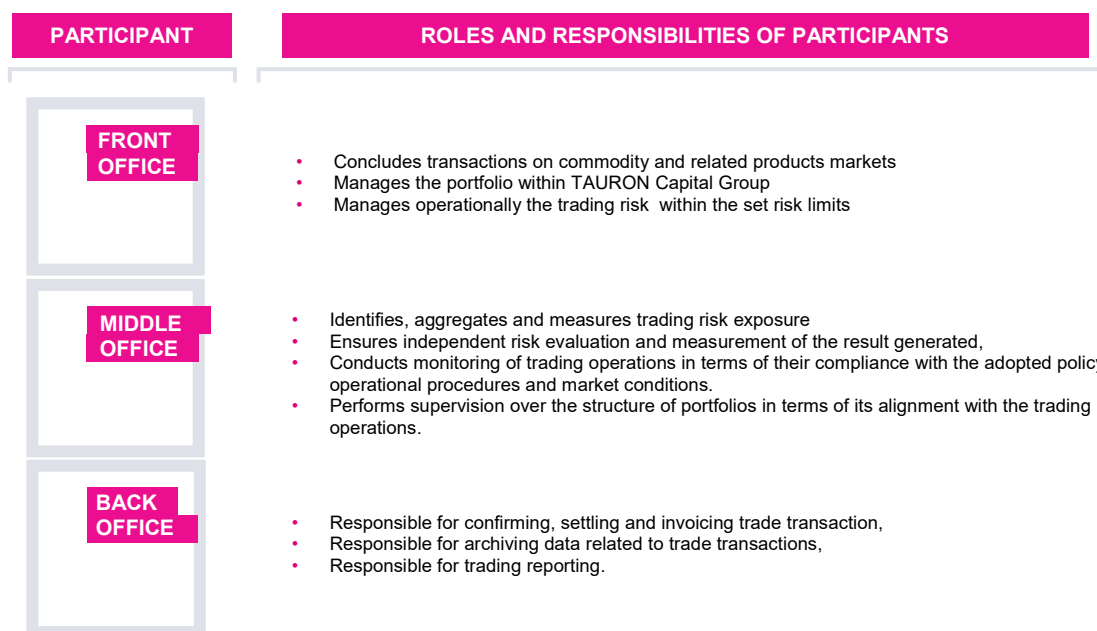 PARTICIPANT
ROLES AND RESPONSIBILITIES OF PARTICIPANTS
FRONT
OFFICE
• Concludes transactions on commodity and related products markets
• Manages the portfolio within TAURON Capital Group
• Manages operationally the trading risk within the set risk limits
MIDDLE
OFFICE
• Identifies, aggregates and measures trading risk exposure
• Ensures independent risk evaluation and measurement of the result generated,
• Conducts monitoring of trading operations in terms of their compliance with the adopted policy
operational procedures and market conditions.
• Performs supervision over the structure of portfolios in terms of its alignment with the trading
operations.
BACK
OFFICE
• Responsible for confirming, settling and invoicing trade transaction,
• Responsible for archiving data related to trade transactions,
• Responsible for trading reporting.